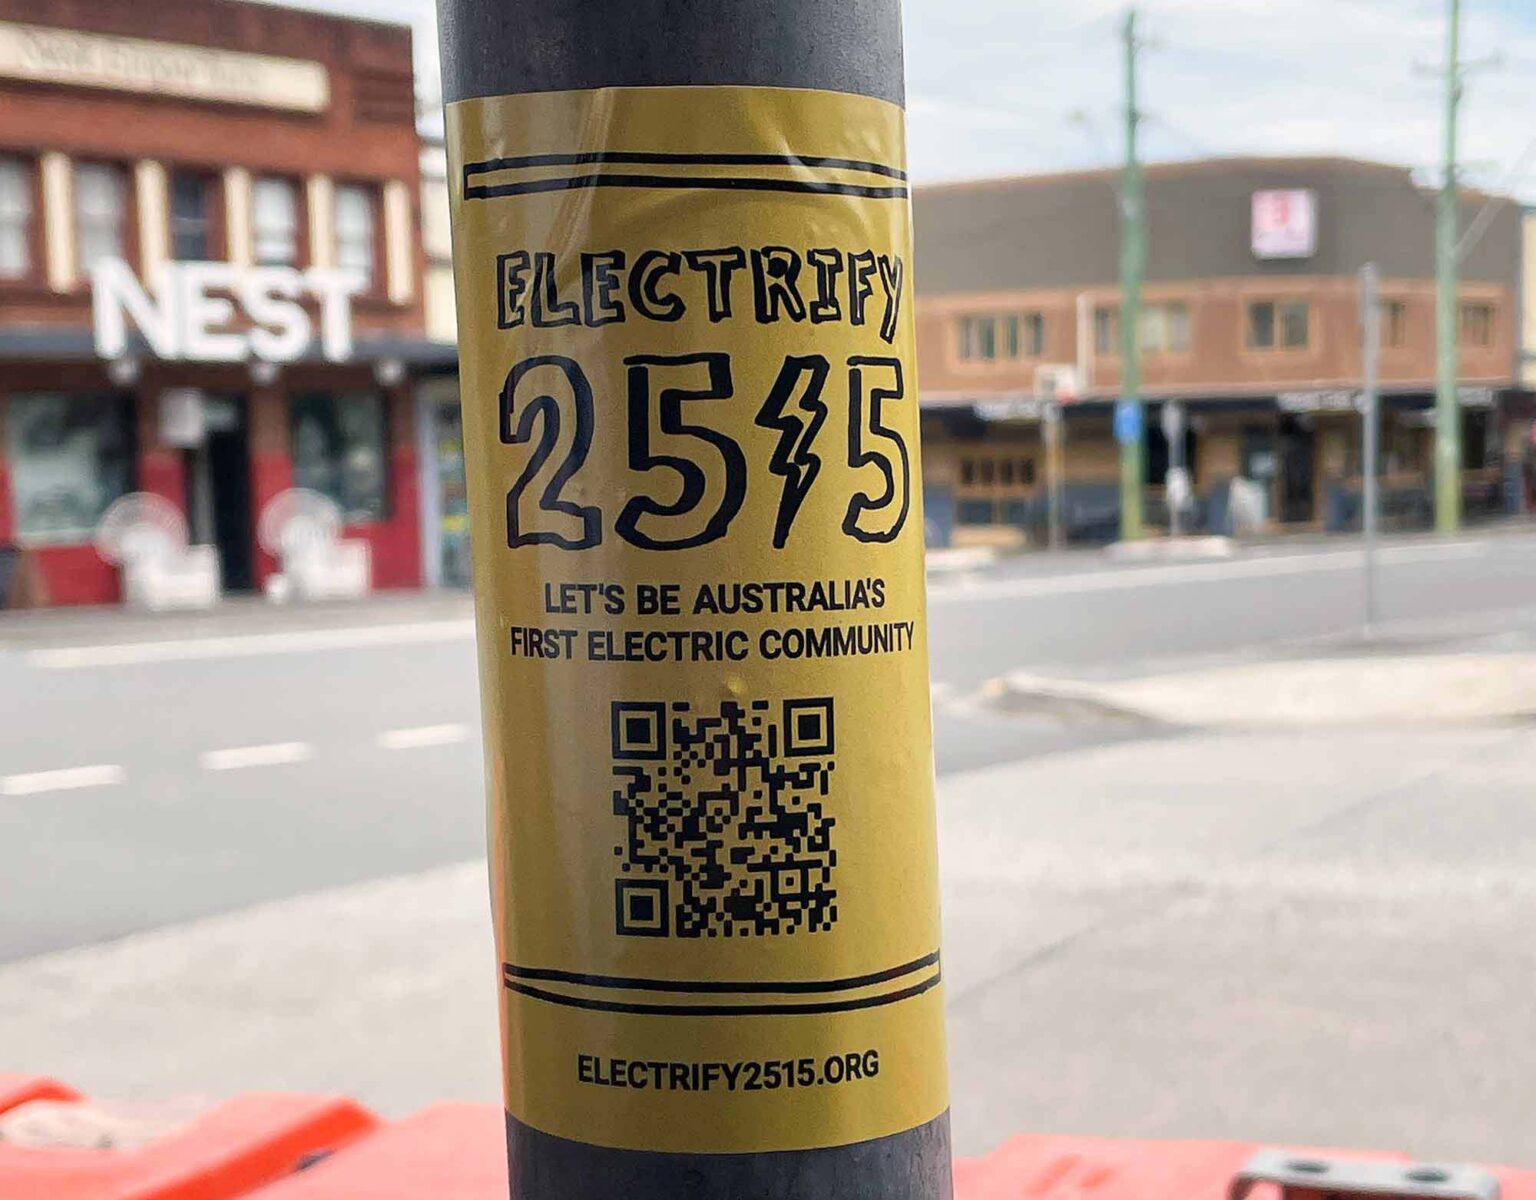 NEST
ELECTRIFY
2515
LET'S BE AUSTRALIA'S
FIRST ELECTRIC COMMUNITY
ELECTRIFY2515.ORG